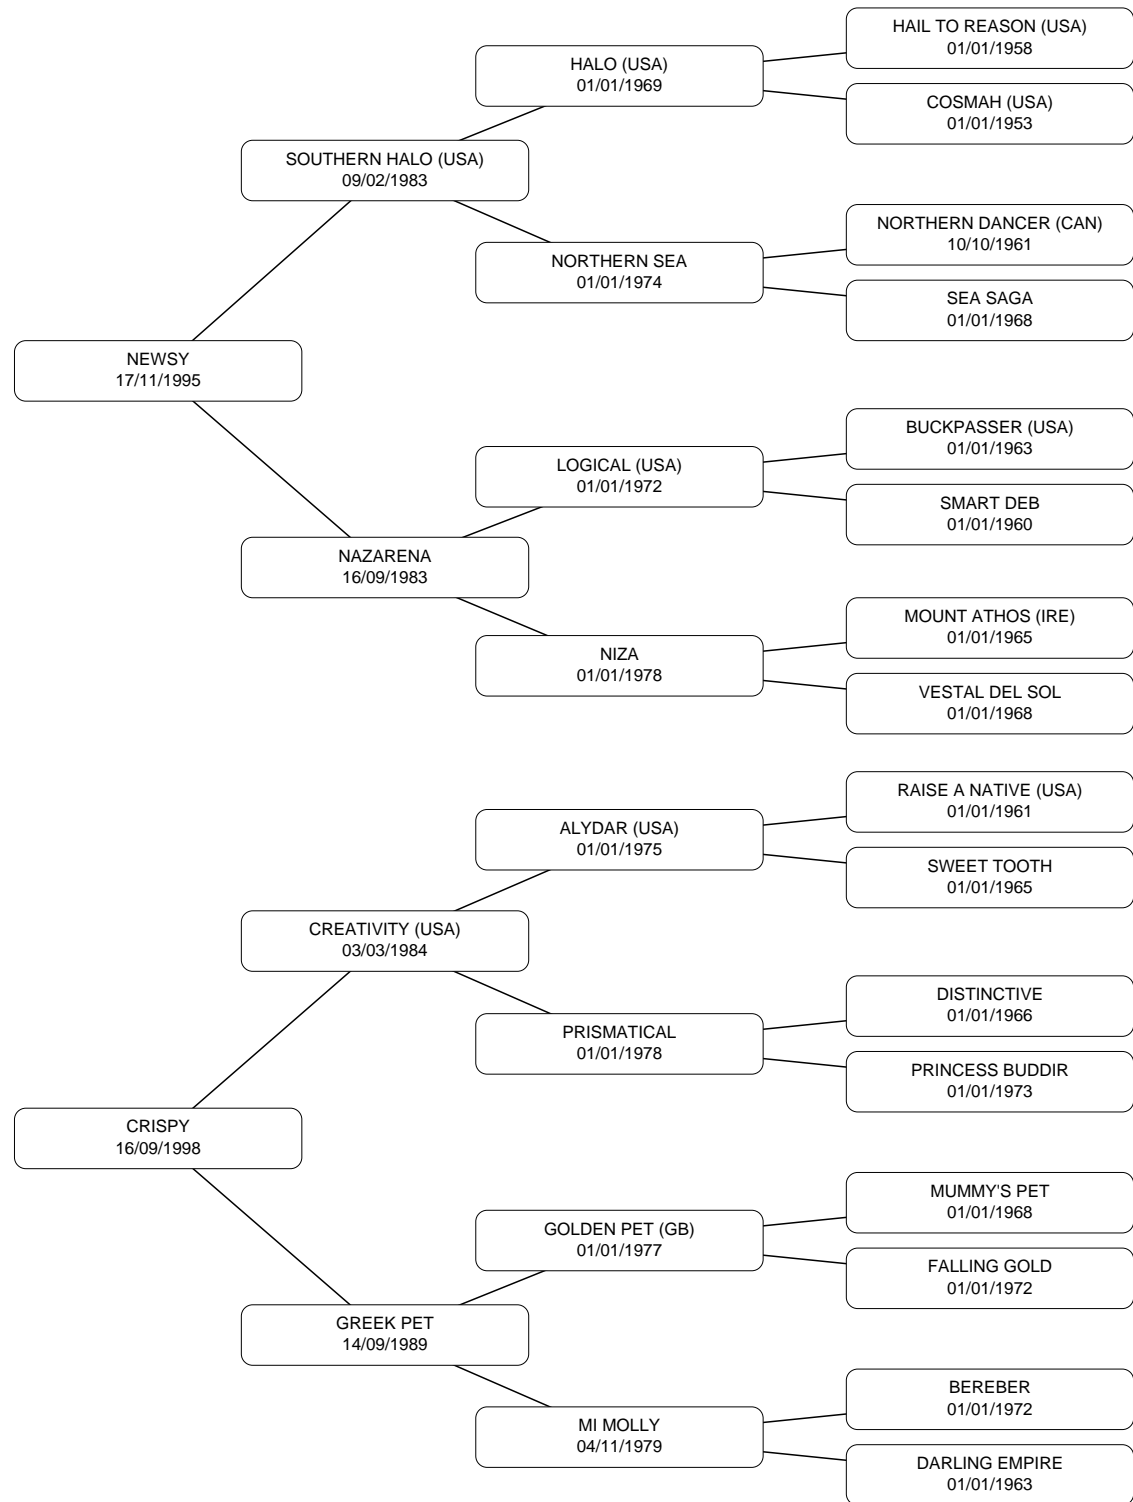 HAIL TO REASON (USA)
01/01/1958
HALO (USA)
01/01/1969
COSMAH (USA)
01/01/1953
SOUTHERN HALO (USA)
09/02/1983
NORTHERN DANCER (CAN)
10/10/1961
NORTHERN SEA
01/01/1974
SEA SAGA
01/01/1968
NEWSY
17/11/1995
BUCKPASSER (USA)
01/01/1963
LOGICAL (USA)
01/01/1972
SMART DEB
01/01/1960
NAZARENA
16/09/1983
MOUNT ATHOS (IRE)
01/01/1965
NIZA
01/01/1978
VESTAL DEL SOL
01/01/1968
RAISE A NATIVE (USA)
01/01/1961
ALYDAR (USA)
01/01/1975
SWEET TOOTH
01/01/1965
CREATIVITY (USA)
03/03/1984
DISTINCTIVE
01/01/1966
PRISMATICAL
01/01/1978
PRINCESS BUDDIR
01/01/1973
CRISPY
16/09/1998
MUMMY'S PET
01/01/1968
GOLDEN PET (GB)
01/01/1977
FALLING GOLD
01/01/1972
GREEK PET
14/09/1989
BEREBER
01/01/1972
MI MOLLY
04/11/1979
DARLING EMPIRE
01/01/1963